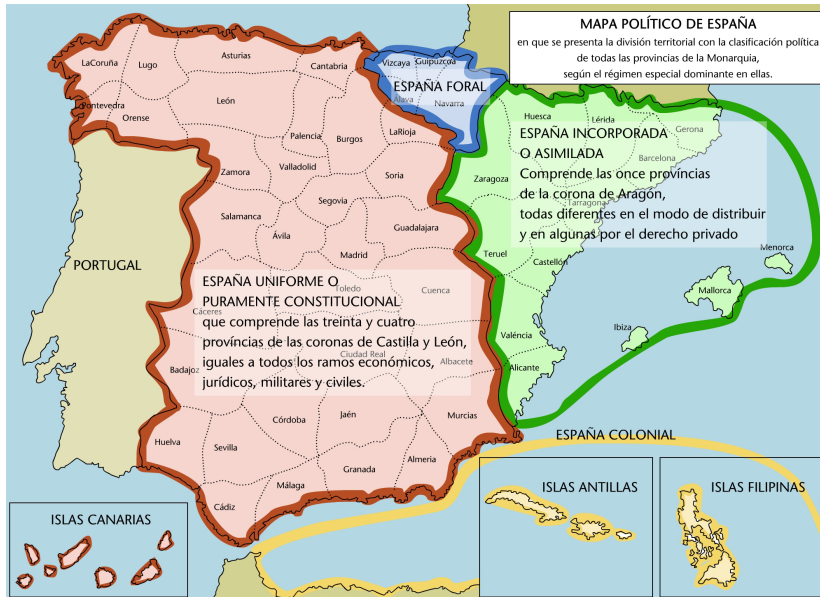 MAPA POLÍTICO DE ESPAÑA
en que se presenta la división territorial con la clasificación política
de todas las provincias de la Monarquia,
según el régimen especial dominante en ellas.
LaCoruña
Lugo
Asturias
Cantabria
Vizcaya
Guipúzcoa
ESPAÑA FORAL
Alava
Navarra
Pontevedra
Orense
León
Palencia
Burgos
LaRioja
Huesca
Lérida
Gerona
ESPAÑA INCORPORADA
O ASIMILADA
Comprende las once províncias
de la corona de Aragón,
todas diferentes en el modo de distribuir
y en algunas por el derecho privado
Barcelona
Zaragoza
Tarragona
Zamora
Valladolid
Soria
Segovia
Salamanca
Ávila
Guadalajara
Madrid
Teruel
Castellón
Menorca
Mallorca
Ibiza
PORTUGAL
ESPAÑA UNIFORME O
PURAMENTE CONSTITUCIONAL
que comprende las treinta y cuatro
províncias de las coronas de Castilla y León,
iguales a todos los ramos económicos,
jurídicos, militares y civiles.
Toledo
Cuenca
Cáceres
Ciudad Real
Albacete
Badajoz
Valéncia
Alicante
Huelva
Sevilla
Córdoba
Jaén
Murcias
Granada
Almeria
Málaga
Cádiz
ESPAÑA COLONIAL
ISLAS CANARIAS
ISLAS ANTILLAS
ISLAS FILIPINAS